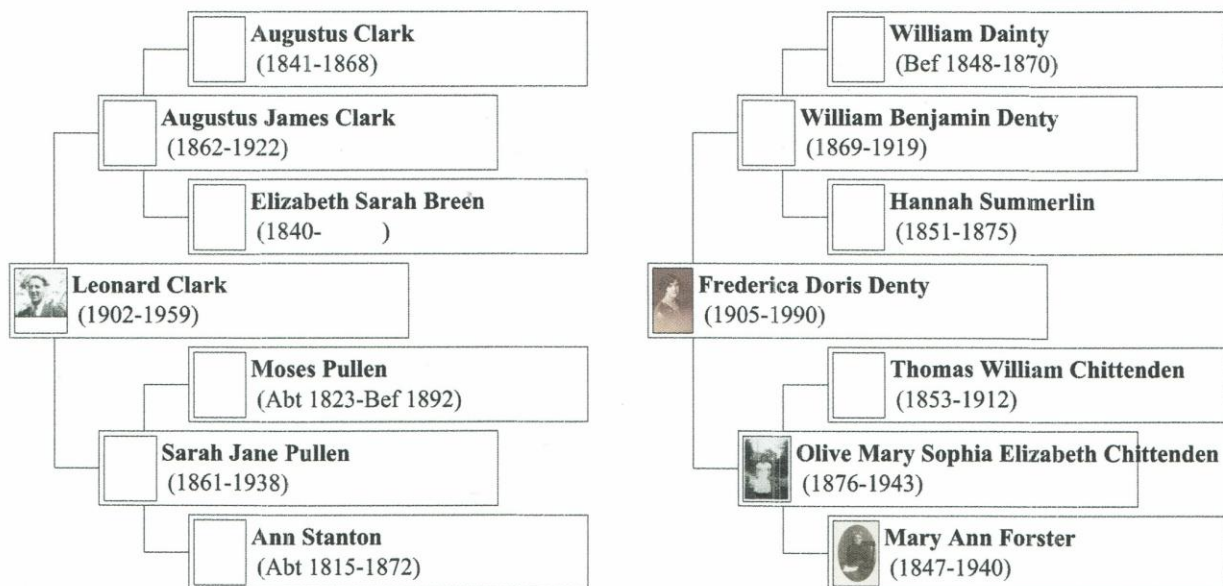 Augustus Clark
(1841-1868)
Augustus James Clark
(1862-1922)
Elizabeth Sarah Breen
(1840-        )
Leonard Clark
(1902-1959)
Moses Pullen
(Abt 1823-Bef 1892)
Sarah Jane Pullen
(1861-1938)
Ann Stanton
(Abt 1815-1872)
William Dainty
(Bef 1848-1870)
William Benjamin Denty
(1869-1919)
Hannah Summerlin
(1851-1875)
Frederica Doris Denty
(1905-1990)
Thomas William Chittenden
(1853-1912)
Olive Mary Sophia Elizabeth Chittenden
(1876-1943)
Mary Ann Forster
(1847-1940)